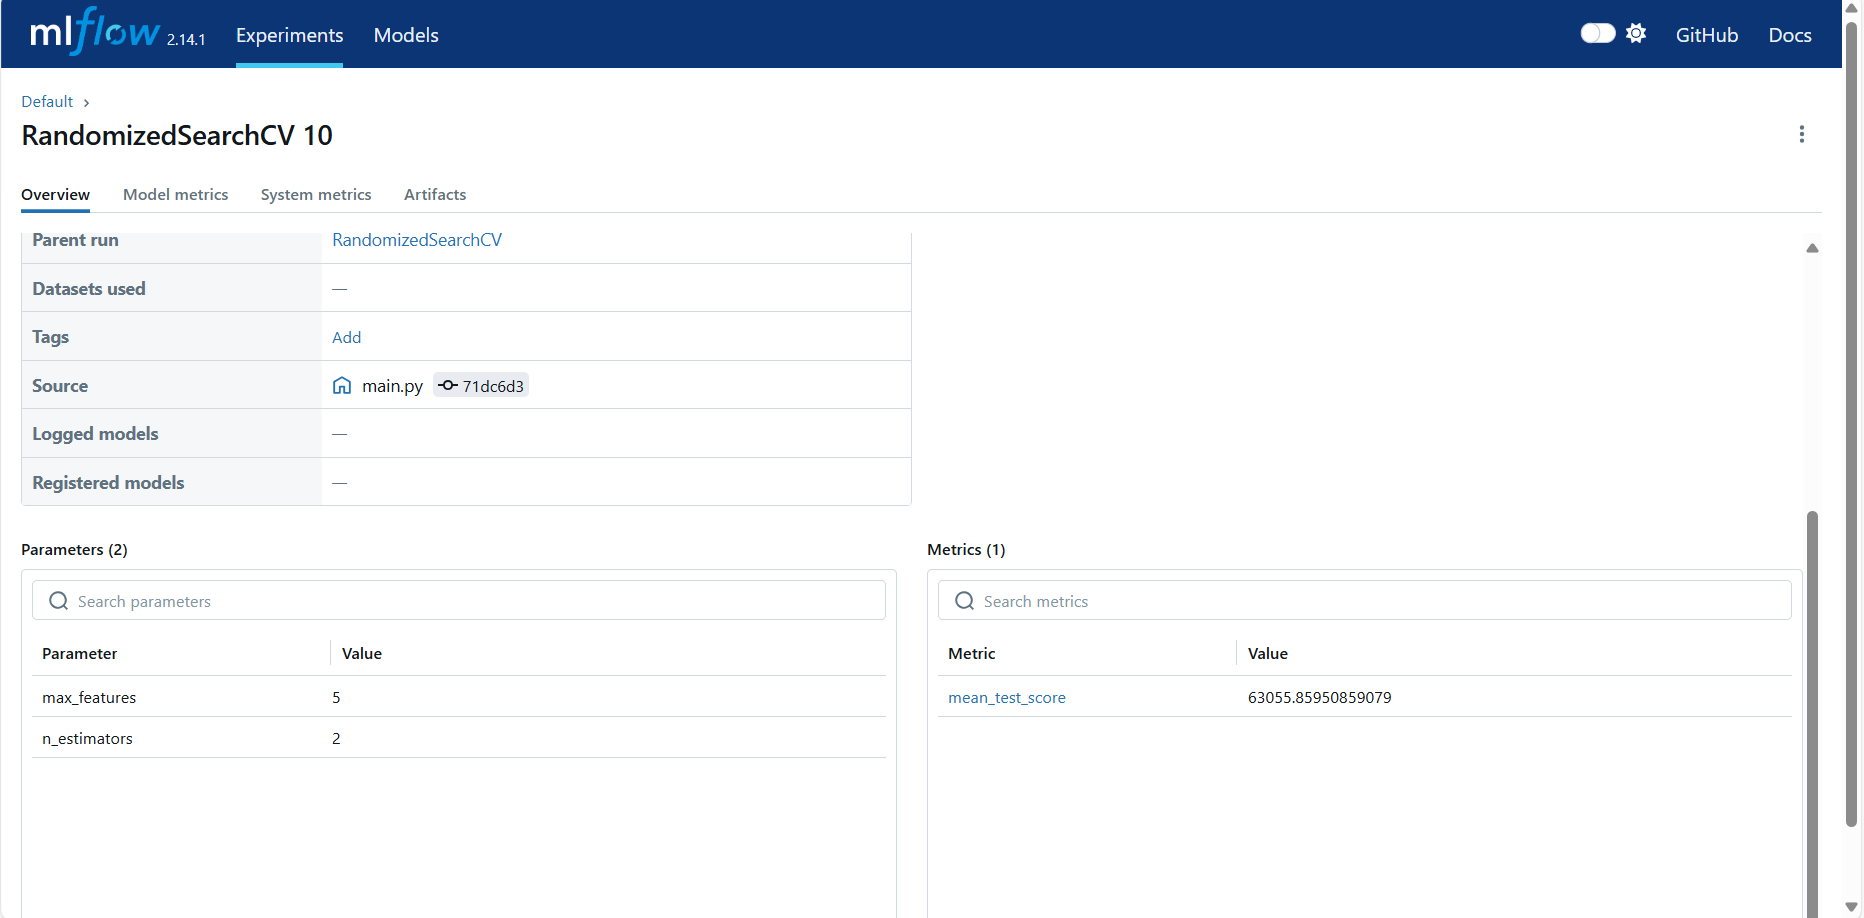 mlflow 2.14.1 Experiments Models GitHub Docs
Default
RandomizedSearchCV 10
Overview Model metrics System metrics Artifacts
Parent run RandomizedSearchCV
Datasets used —
Tags Add
Source main.py 71dc6d3
Logged models —
Registered models —
Parameters (2)
Search parameters
Parameter Value
max_features 5
n_estimators 2
Metrics (1)
Search metrics
Metric Value
mean_test_score 63055.85950859079